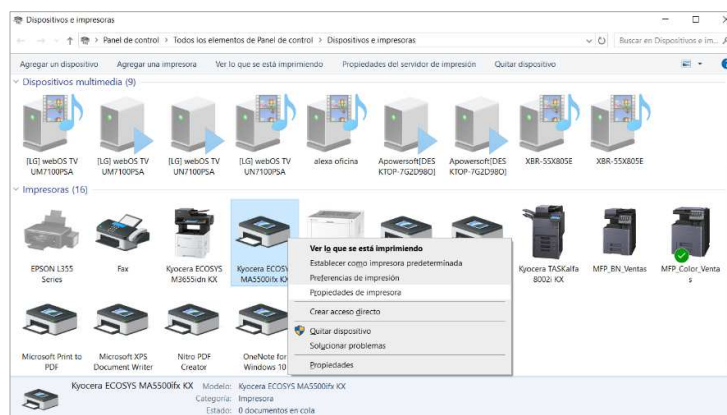 Dispositivos e impresoras
Panel de control > Todos los elementos de Panel de control > Dispositivos e impresoras
Buscar en Dispositivos e im...
Agregar un dispositivo Agregar una impresora Ver lo que se está imprimiendo Propiedades del servidor de impresión Quitar dispositivo
Dispositivos multimedia (9)
[LG] webOS TV UM7100PSA
[LG] webOS TV UM7100PSA
[LG] webOS TV UN7100PSA
[LG] webOS TV UN7100PSA
alexa oficina
Apowersoft[DES
KTOP-7G2D98O]
Apowersoft[DES
KTOP-7G2D98O]
XBR-55X805E
XBR-55X805E
Impresoras (16)
EPSON L355
Series
Fax
Kyocera ECOSYS
M3655idn KX
Kyocera ECOSY
MA5500ifx KX
Kyocera TASKalfa
8002i KX
MFP_BN_Ventas
MFP_Color_Venta
s
Ver lo que se está imprimiendo
Establecer como impresora predeterminada
Preferencias de impresión
Propiedades de impresora
Crear acceso directo
Quitar dispositivo
Solucionar problemas
Propiedades
Microsoft Print to
PDF
Microsoft XPS
Document Writer
Nitro PDF
Creator
OneNote for
Windows 10
Kyocera ECOSYS MA5500ifx KX Modelo: Kyocera ECOSYS MA5500ifx KX
Categoría: Impresora
Estado: 0 documentos en cola